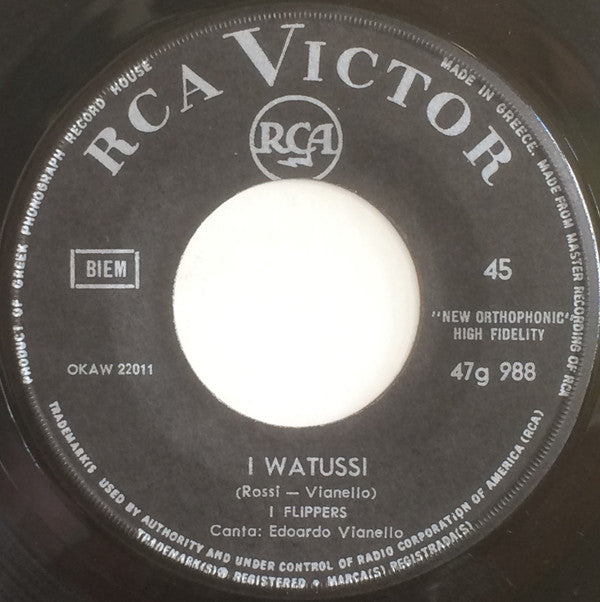 RCA VICTOR
RCA
PRODUCT OF GREEK PHONOGRAPH RECORD HOUSE
MADE IN GREECE. MADE FROM MASTER RECORDING OF RCA
BIEM
45
"NEW ORTHOPHONIC"
HIGH FIDELITY
OKAW 22011
47g 988
I WATUSSI
(Rossi — Vianello)
I FLIPPERS
Canta: Edoardo Vianello
TRADEMARK(S USED BY AUTHORITY AND UNDER CONTROL OF RADIO CORPORATION OF AMERICA (RCA)
TRADEMARK(S)® REGISTERED • MARCA(S) REGISTRADA(S)